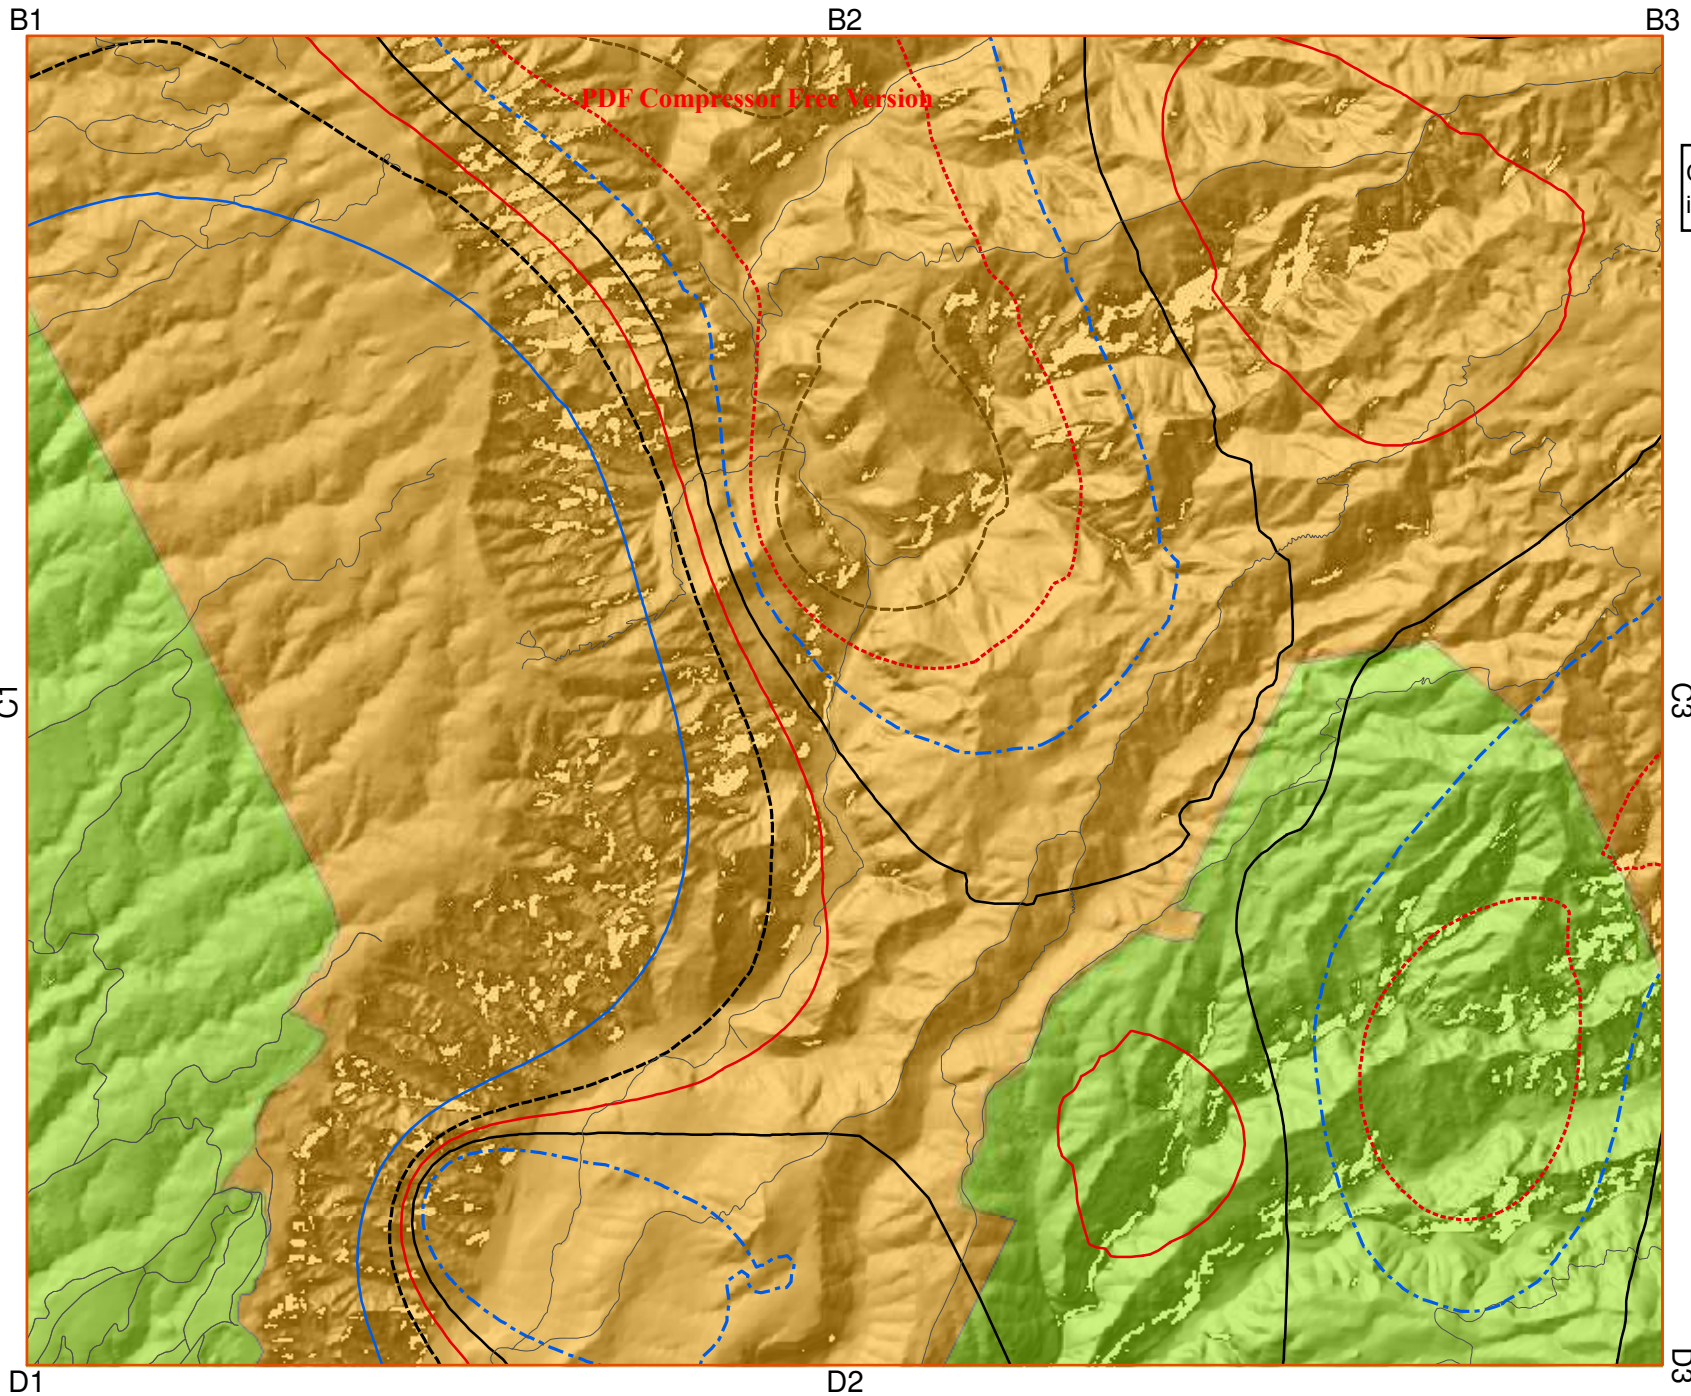 B1 B2 B3
PDF Compressor Free Version
C1 C3
D1 D2 D3